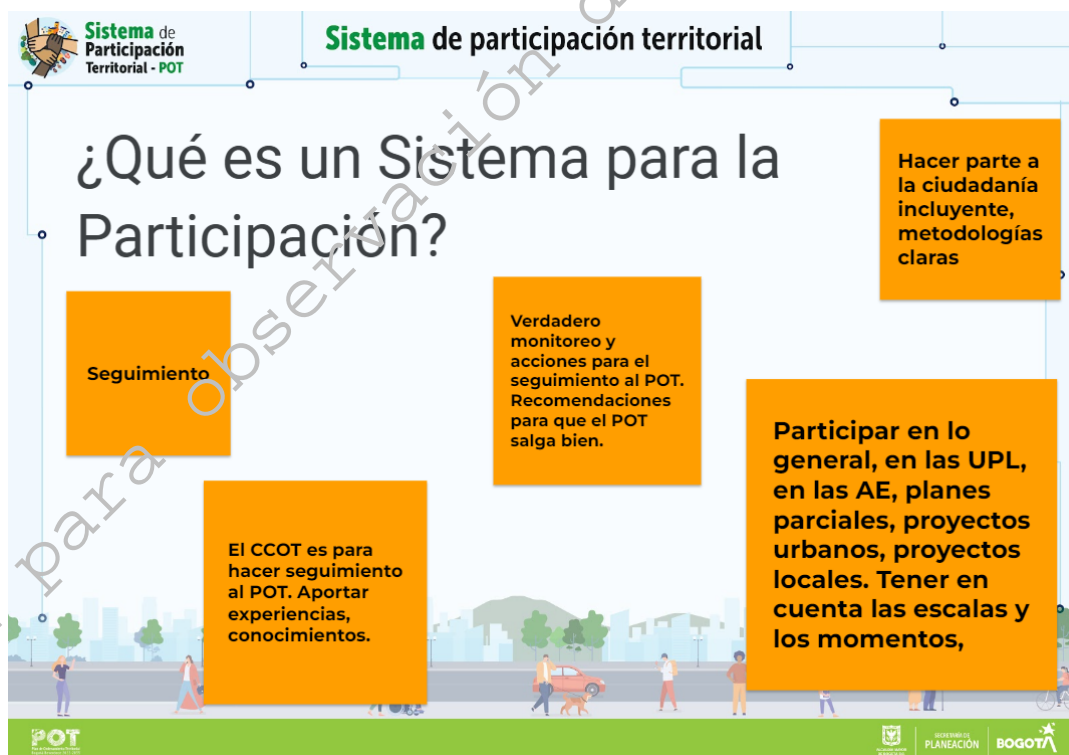 Sistema de
Participación
Territorial - POT
Sistema de participación territorial
¿Qué es un Sistema para la
Participación?
Hacer parte a
la ciudadanía
incluyente,
metodologías
claras
Seguimiento
Verdadero
monitoreo y
acciones para el
seguimiento al POT.
Recomendaciones
para que el POT
salga bien.
Participar en lo
general, en las UPL,
en las AE, planes
parciales, proyectos
urbanos, proyectos
locales. Tener en
cuenta las escalas y
los momentos,
El CCOT es para
hacer seguimiento
al POT. Aportar
experiencias,
conocimientos.
para observación
POT
SECRETARÍA DE
PLANEACIÓN
BOGOTÁ